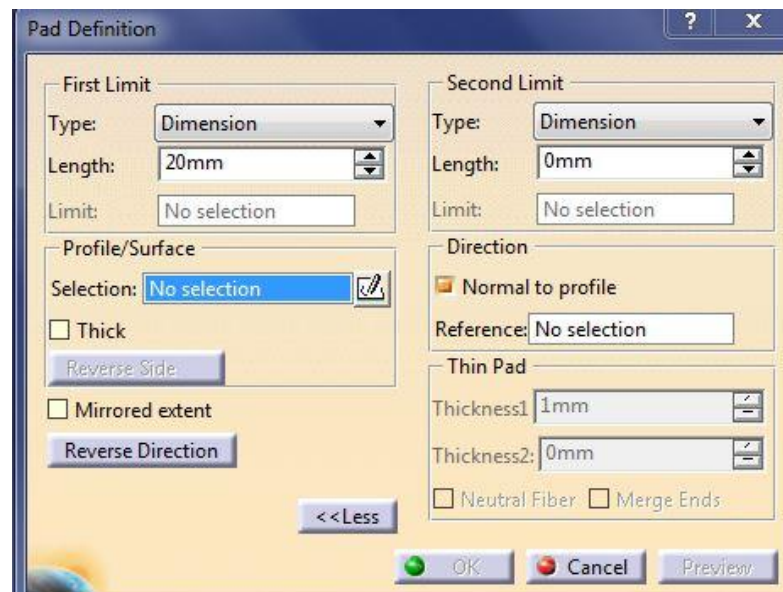 Pad Definition
? X
First Limit
Type: Dimension
Length: 20mm
Limit: No selection
Profile/Surface
Selection: No selection
Thick
Reverse Side
Mirrored extent
Reverse Direction
<<Less
Second Limit
Type: Dimension
Length: 0mm
Limit: No selection
Direction
Normal to profile
Reference: No selection
Thin Pad
Thickness1 1mm
Thickness2: 0mm
Neutral Fiber Merge Ends
OK Cancel Preview